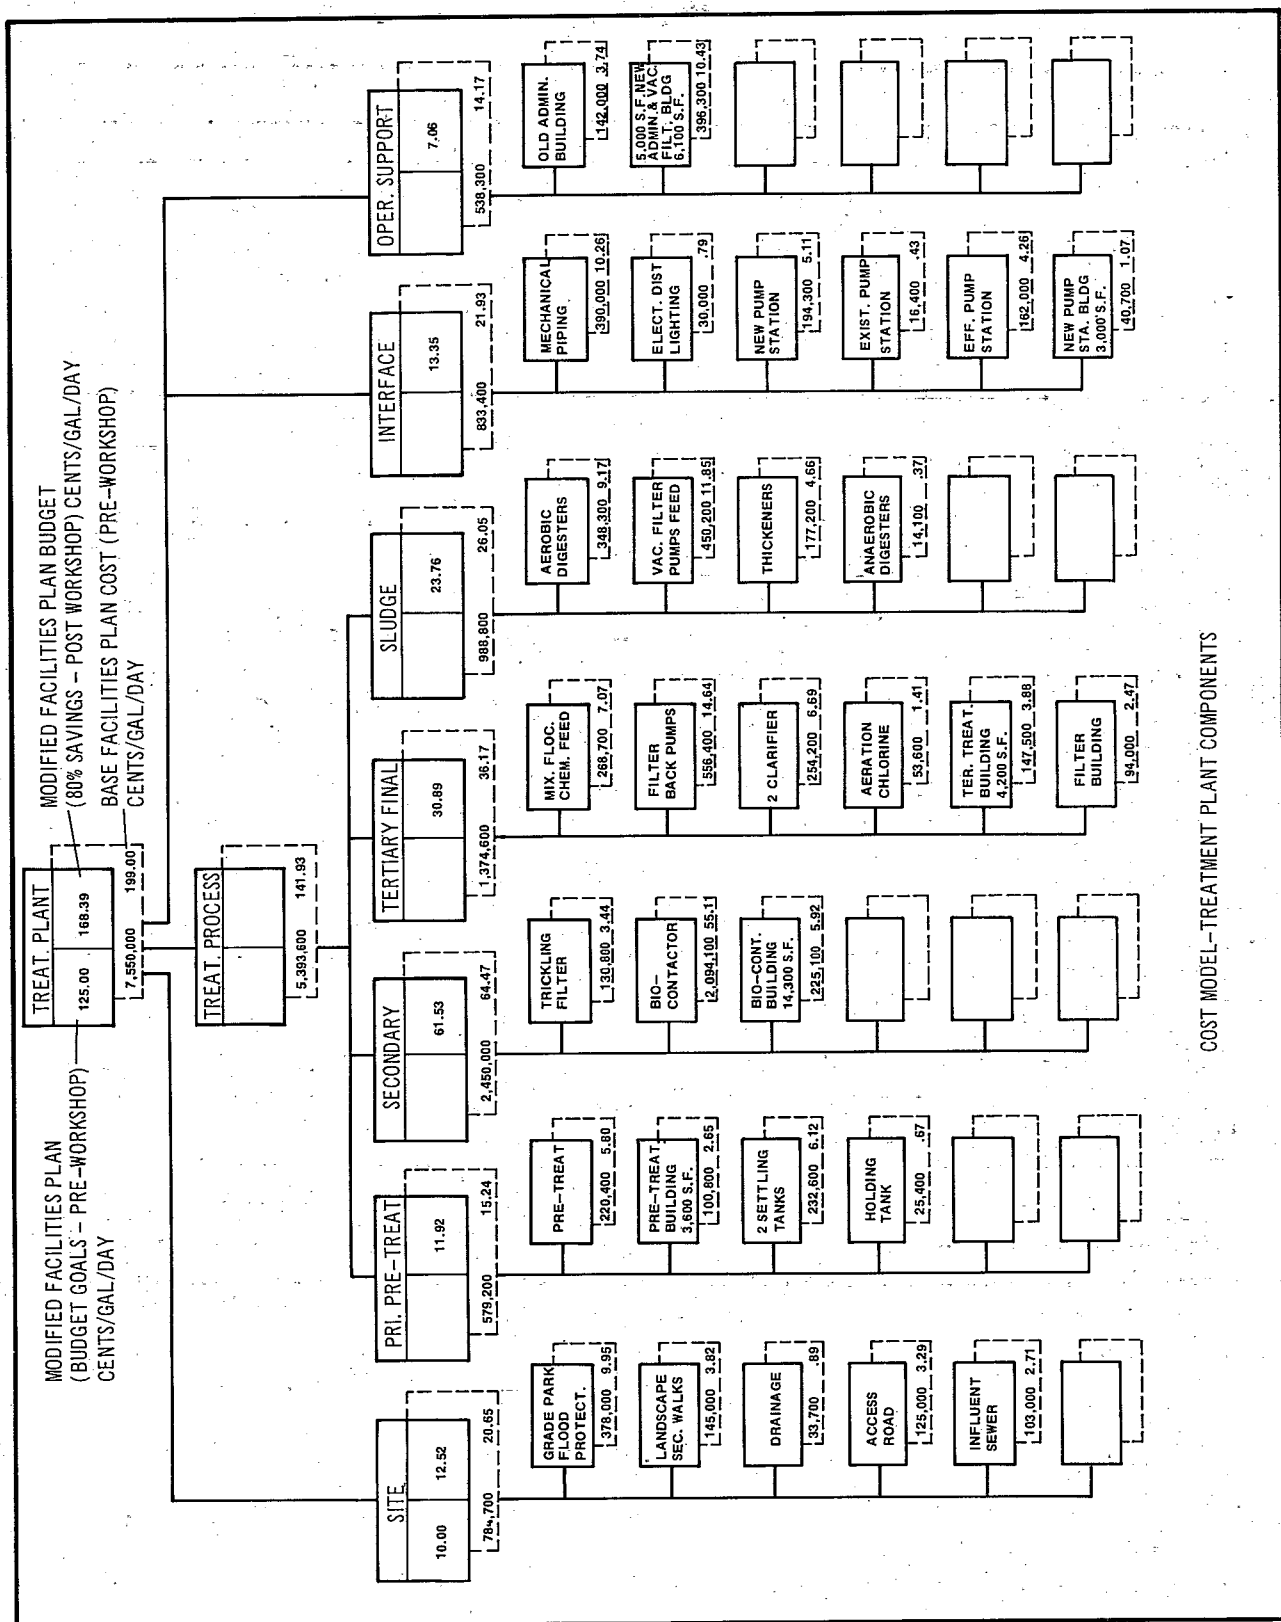 MODIFIED FACILITIES PLAN
(BUDGET GOALS – PRE–WORKSHOP)
CENTS/GAL/DAY
TREAT. PLANT
125.00 168.39
7,550,000 199.00
MODIFIED FACILITIES PLAN BUDGET
(80% SAVINGS – POST WORKSHOP) CENTS/GAL/DAY
BASE FACILITIES PLAN COST (PRE–WORKSHOP)
CENTS/GAL/DAY
TREAT. PROCESS
5,393,600 141.93
SITE
10.00 12.52
784,700 20.65
GRADE PARK
FLOOD
PROTECT.
378,000 9.95
LANDSCAPE
SEC. WALKS
145,000 3.82
DRAINAGE
33,700 .89
ACCESS
ROAD
125,000 3.29
INFLUENT
SEWER
103,000 2.71
PRI. PRE–TREAT
11.92
579,200 15.24
PRE–TREAT
220,400 5.80
PRE–TREAT.
BUILDING
3,600 S.F.
100,800 2.65
2 SETTLING
TANKS
232,600 6.12
HOLDING
TANK
25,400 .67
SECONDARY
61.53
2,450,000 64.47
TRICKLING
FILTER
130,800 3.44
BIO–
CONTACTOR
2,094,100 55.11
BIO–CONT.
BUILDING
14,300 S.F.
225,100 5.92
TERTIARY FINAL
30.89
1,374,600 36.17
MIX. FLOC.
CHEM. FEED
268,700 7.07
FILTER
BACK PUMPS
556,400 14.64
2 CLARIFIER
254,200 6.69
AERATION
CHLORINE
53,600 1.41
TER. TREAT.
BUILDING
4,200 S.F.
147,500 3.88
FILTER
BUILDING
94,000 2.47
SLUDGE
23.76
988,800 26.05
AEROBIC
DIGESTERS
348,300 9.17
VAC. FILTER
PUMPS FEED
450,200 11.85
THICKENERS
177,200 4.66
ANAEROBIC
DIGESTERS
14,100 .37
INTERFACE
13.35
833,400 21.93
MECHANICAL
PIPING
390,000 10.26
ELECT. DIST
LIGHTING
30,000 .79
NEW PUMP
STATION
194,300 5.11
EXIST. PUMP
STATION
16,400 .43
EFF. PUMP
STATION
162,000 4.26
NEW PUMP
STA. BLDG
3,000 S.F.
40,700 1.07
OPER. SUPPORT
7.06
538,300 14.17
OLD ADMIN.
BUILDING
142,000 3.74
5,000 S.F. NEW
ADMIN. & VAC.
FILT. BLDG
6,100 S.F.
396,300 10.43
COST MODEL–TREATMENT PLANT COMPONENTS